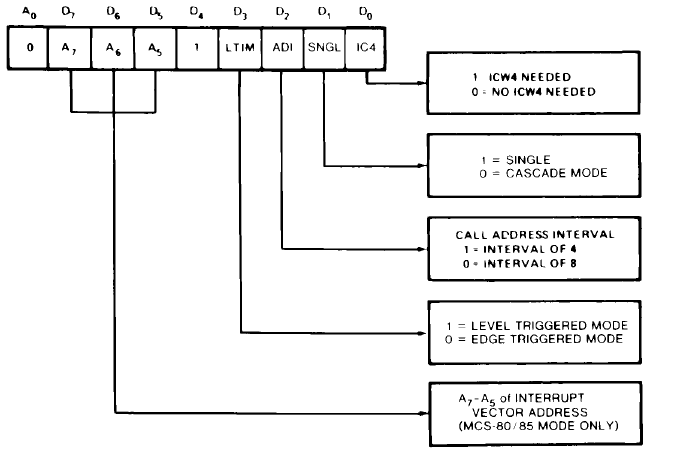 A₀ D₇ D₆ D₅ D₄ D₃ D₂ D₁ D₀
0 A₇ A₆ A₅ 1 LTIM ADI SNGL IC4
1 ICW4 NEEDED
0 = NO ICW4 NEEDED
1 = SINGLE
0 = CASCADE MODE
CALL ADDRESS INTERVAL
1 = INTERVAL OF 4
0 = INTERVAL OF 8
1 = LEVEL TRIGGERED MODE
0 = EDGE TRIGGERED MODE
A₇-A₅ of INTERRUPT
VECTOR ADDRESS
(MCS-80/85 MODE ONLY)